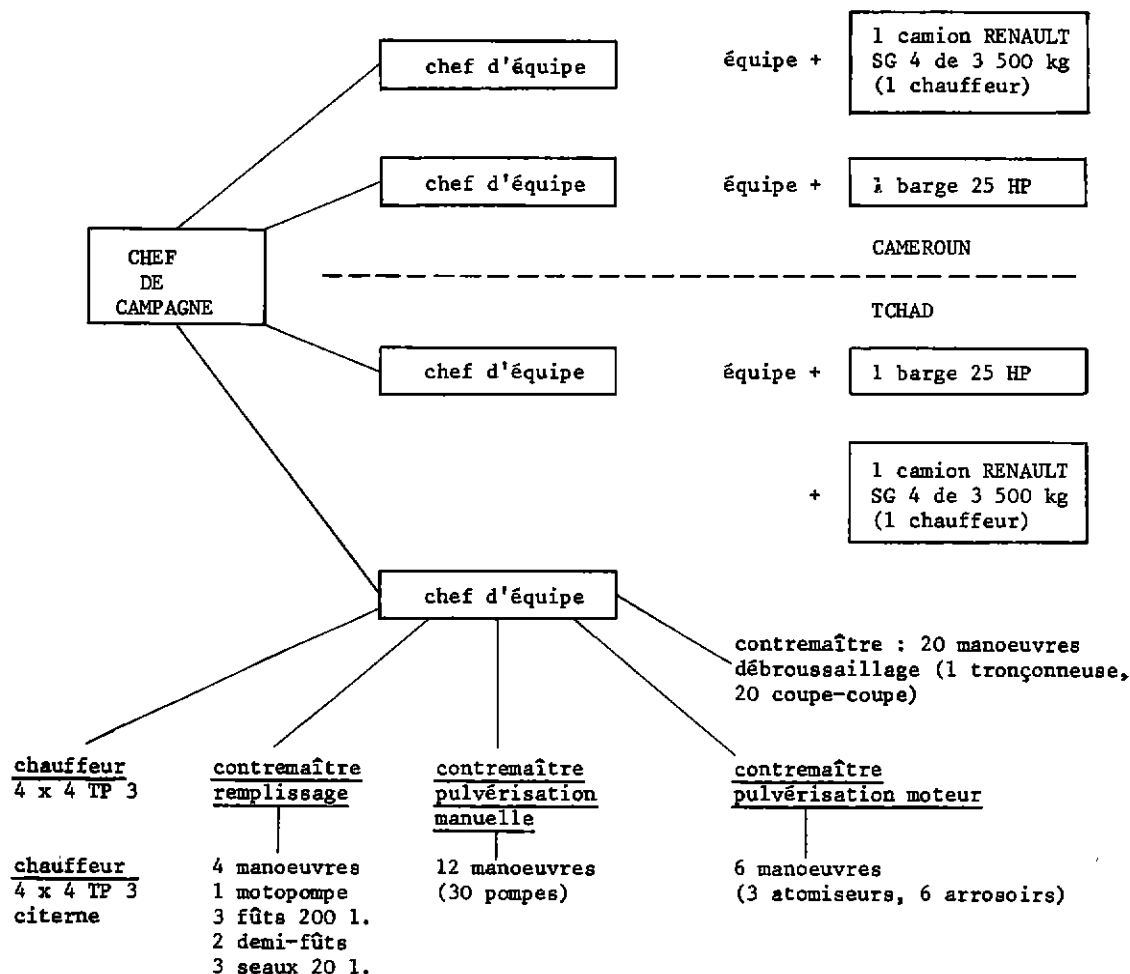 1 camion RENAULT
SG 4 de 3 500 kg
(1 chauffeur)
chef d'équipe
équipe +
chef d'équipe
équipe +
1 barge 25 HP
CHEF
DE
CAMPAGNE
CAMEROUN
TCHAD
chef d'équipe
équipe +
1 barge 25 HP
+
1 camion RENAULT
SG 4 de 3 500 kg
(1 chauffeur)
chef d'équipe
contremaître : 20 manoeuvres
débroussaillage (1 tronçonneuse,
20 coupe-coupe)
chauffeur
4 x 4 TP 3
chauffeur
4 x 4 TP 3
citerne
contremaître
remplissage
4 manoeuvres
1 motopompe
3 fûts 200 l.
2 demi-fûts
3 seaux 20 l.
contremaître
pulvérisation
manuelle
12 manoeuvres
(30 pompes)
contremaître
pulvérisation moteur
6 manoeuvres
(3 atomiseurs, 6 arrosoirs)